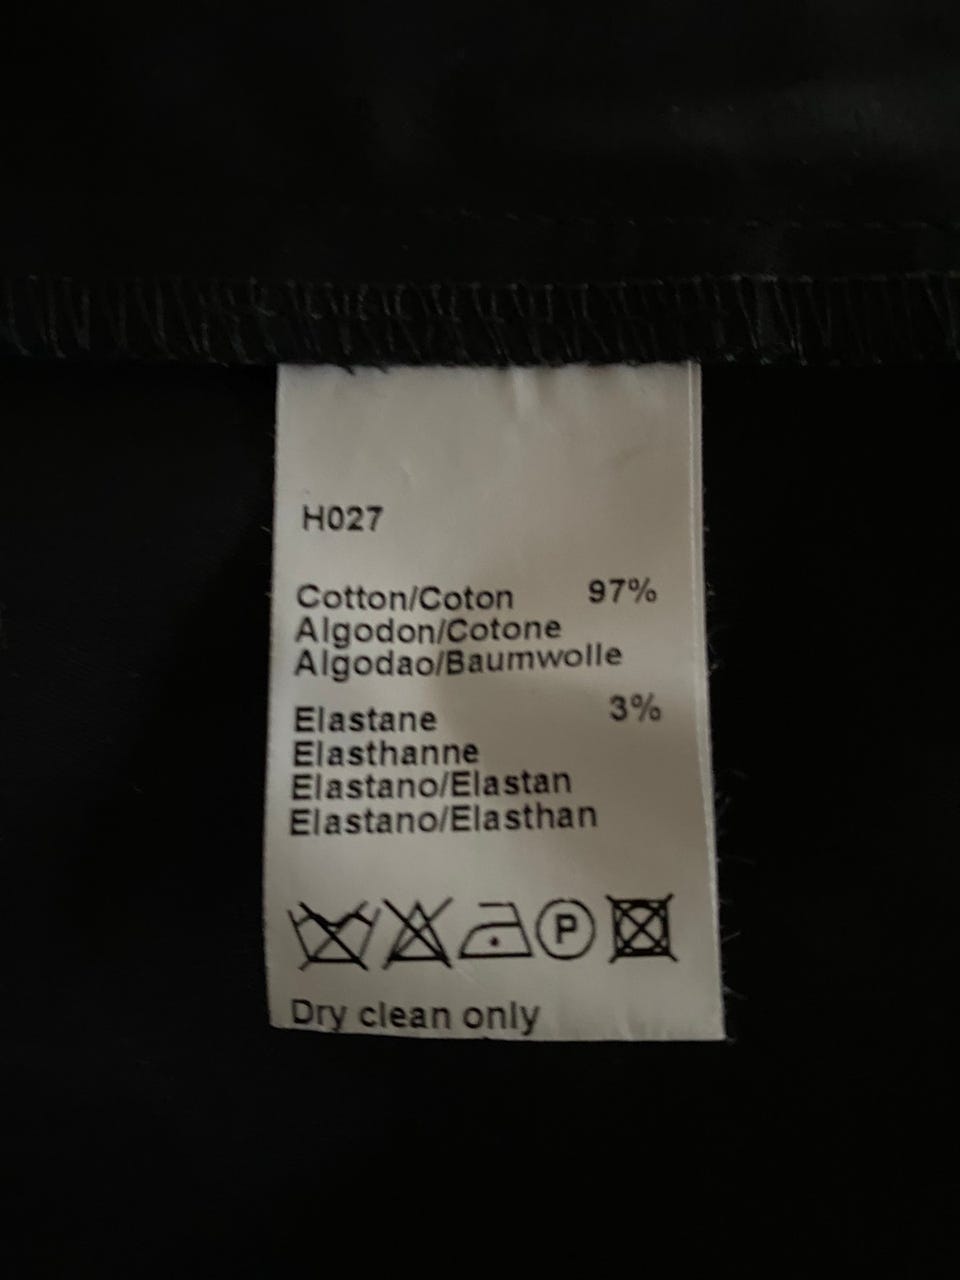 H027
Cotton/Coton 97%
Algodon/Cotone
Algodao/Baumwolle
Elastane 3%
Elasthanne
Elastano/Elastan
Elastano/Elasthan
P
Dry clean only